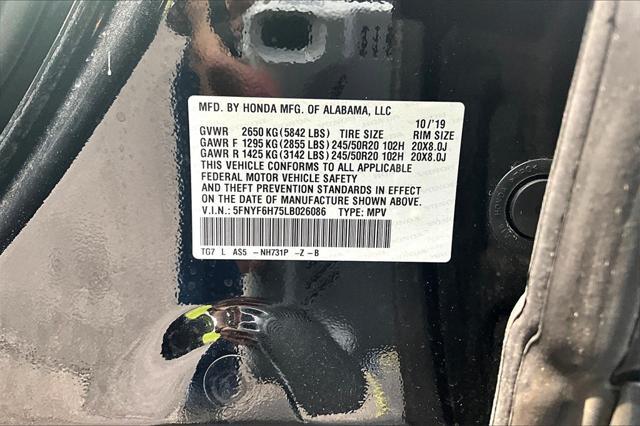 MFD. BY HONDA MFG. OF ALABAMA, LLC 10/'19
GVWR 2650 KG (5842 LBS) TIRE SIZE RIM SIZE
GAWR F 1295 KG (2855 LBS) 245/50R20 102H 20X8.0J
GAWR R 1425 KG (3142 LBS) 245/50R20 102H 20X8.0J
THIS VEHICLE CONFORMS TO ALL APPLICABLE
FEDERAL MOTOR VEHICLE SAFETY
AND THEFT PREVENTION STANDARDS IN EFFECT
ON THE DATE OF MANUFACTURE SHOWN ABOVE.
V.I.N.: 5FNYF6H75LB026086 TYPE: MPV
TG7 L AS5 -NH731P -Z -B